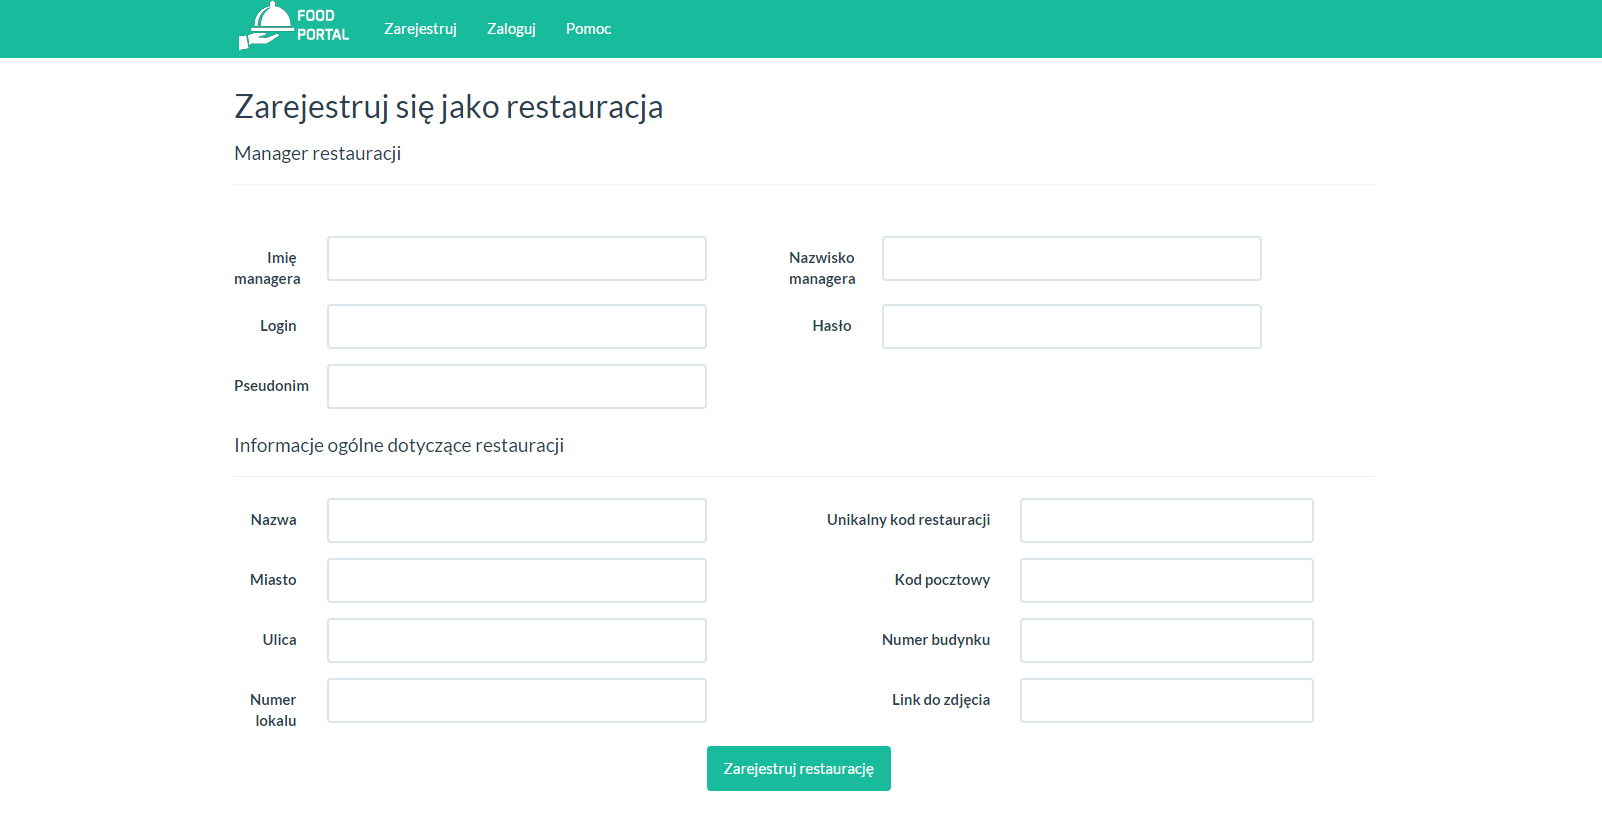 FOOD
PORTAL
Zarejestruj
Zaloguj
Pomoc
Zarejestruj się jako restauracja
Manager restauracji
Imię
managera
Nazwisko
managera
Login
Hasło
Pseudonim
Informacje ogólne dotyczące restauracji
Nazwa
Unikalny kod restauracji
Miasto
Kod pocztowy
Ulica
Numer budynku
Numer
lokalu
Link do zdjęcia
Zarejestruj restaurację